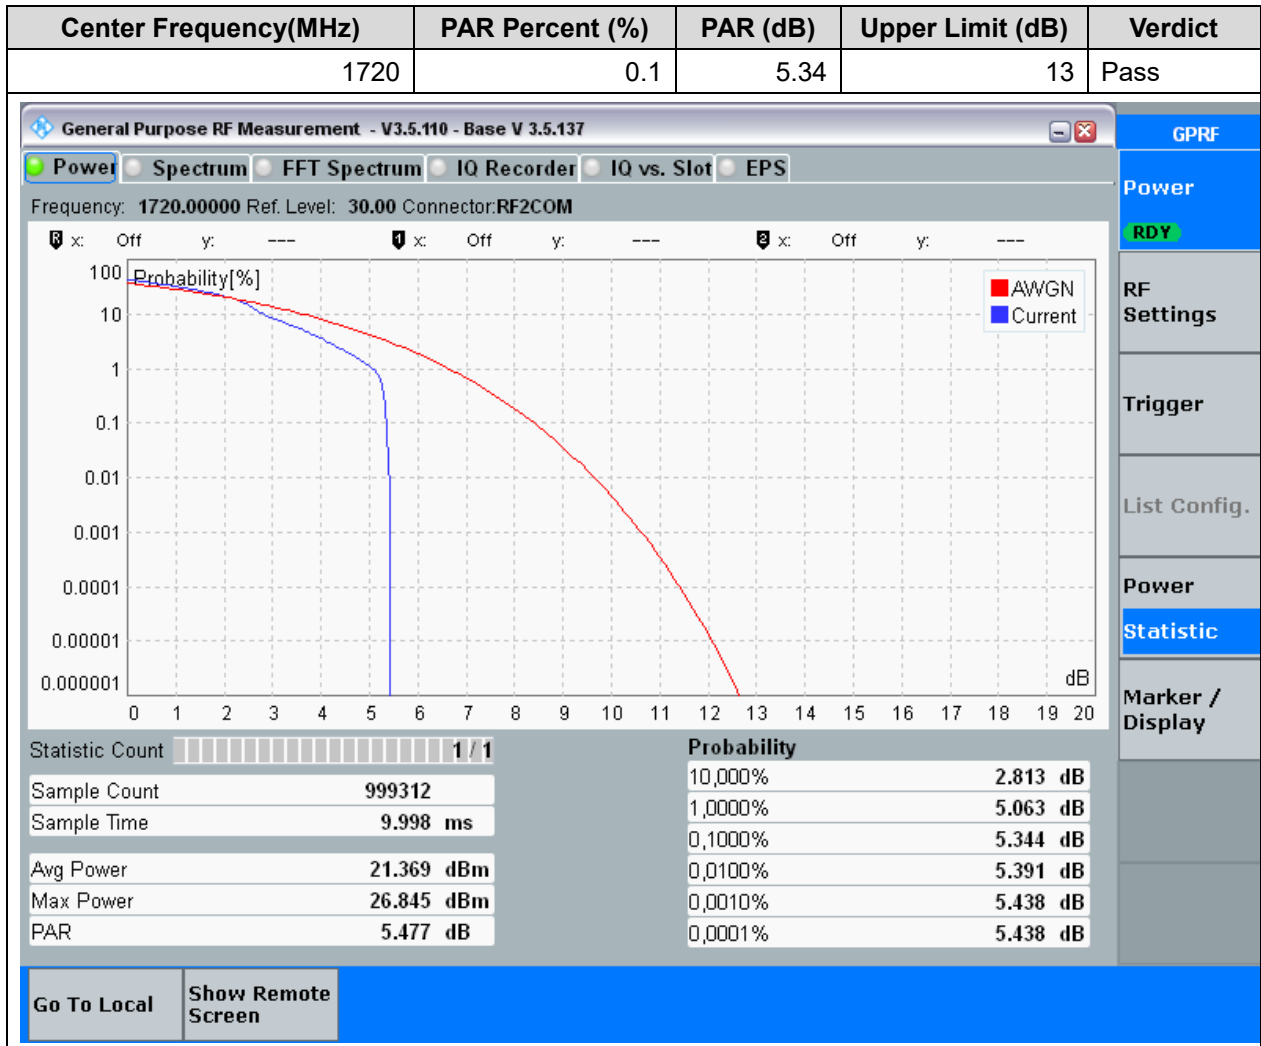 Center Frequency(MHz) PAR Percent (%) PAR (dB) Upper Limit (dB) Verdict
1720 0.1 5.34 13 Pass
General Purpose RF Measurement - V3.5.110 - Base V 3.5.137
GPRF
Power Spectrum FFT Spectrum IQ Recorder IQ vs. Slot EPS
Frequency: 1720.00000 Ref. Level: 30.00 Connector:RF2COM
R x: Off y: --- 1 x: Off y: --- 2 x: Off y: ---
Probability[%]
AWGN
Current
100
10
1
0.1
0.01
0.001
0.0001
0.00001
0.000001
dB
0 1 2 3 4 5 6 7 8 9 10 11 12 13 14 15 16 17 18 19 20
Statistic Count 1 / 1
Sample Count 999312
Sample Time 9.998 ms
Avg Power 21.369 dBm
Max Power 26.845 dBm
PAR 5.477 dB
Probability
10,000% 2.813 dB
1,0000% 5.063 dB
0,1000% 5.344 dB
0,0100% 5.391 dB
0,0010% 5.438 dB
0,0001% 5.438 dB
Power
RDY
RF
Settings
Trigger
List Config.
Power
Statistic
Marker /
Display
Go To Local
Show Remote
Screen